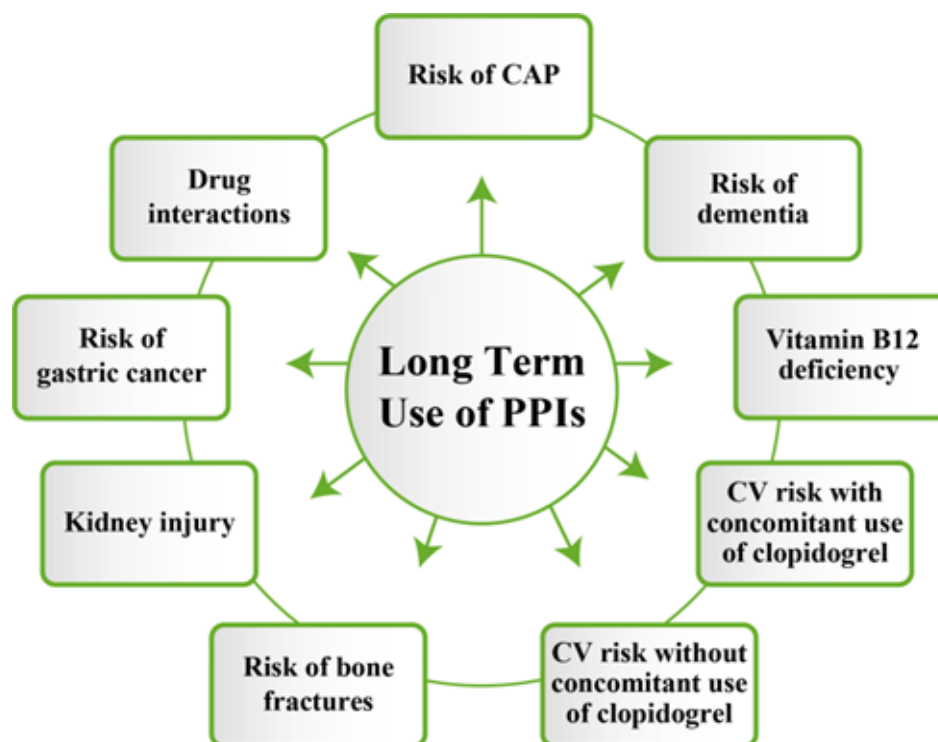 Risk of CAP
Risk of
dementia
Vitamin B12
deficiency
CV risk with
concomitant use
of clopidogrel
CV risk without
concomitant use
of clopidogrel
Risk of bone
fractures
Kidney injury
Risk of
gastric cancer
Drug
interactions
Long Term
Use of PPIs